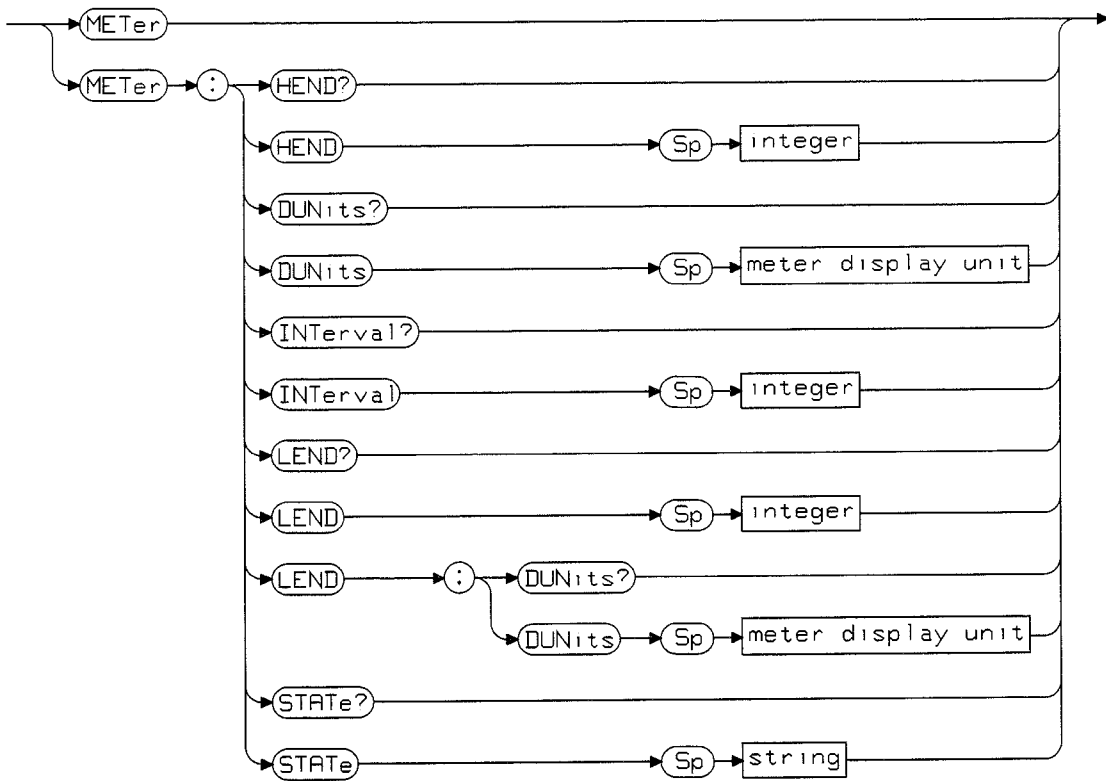 METer
METer : HEND?
HEND Sp integer
DUNits?
DUNits Sp meter display unit
INTerval?
INTerval Sp integer
LEND?
LEND Sp integer
LEND : DUNits?
DUNits Sp meter display unit
STATe?
STATe Sp string